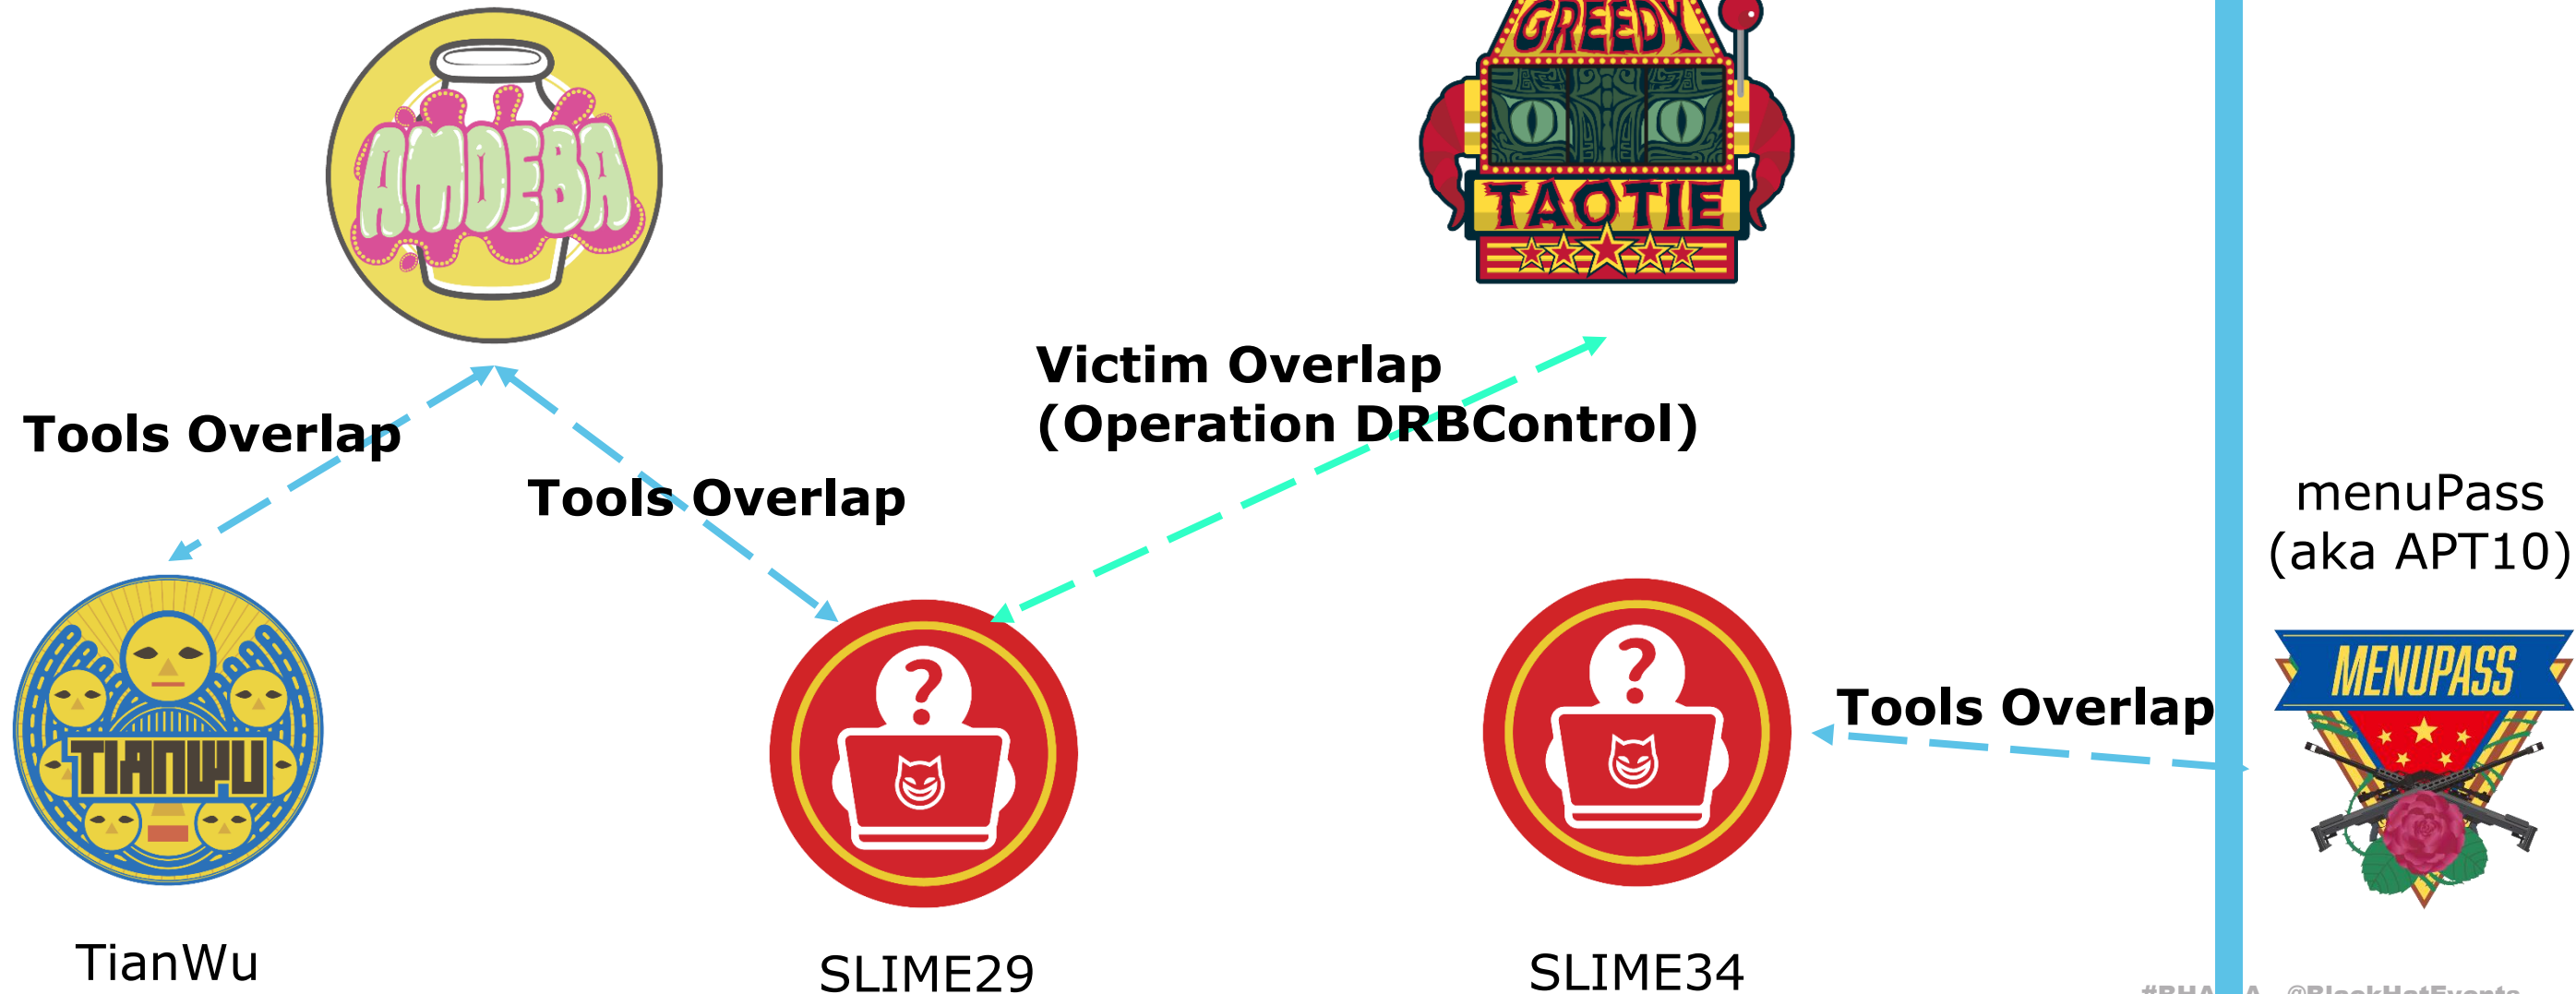 GREEDY
TAOTIE
AMOEBA
Victim Overlap
(Operation DRBControl)
Tools Overlap
Tools Overlap
menuPass
(aka APT10)
MENUPASS
Tools Overlap
TIANWU
?
?
TianWu
SLIME29
SLIME34
@BlackHatEvents